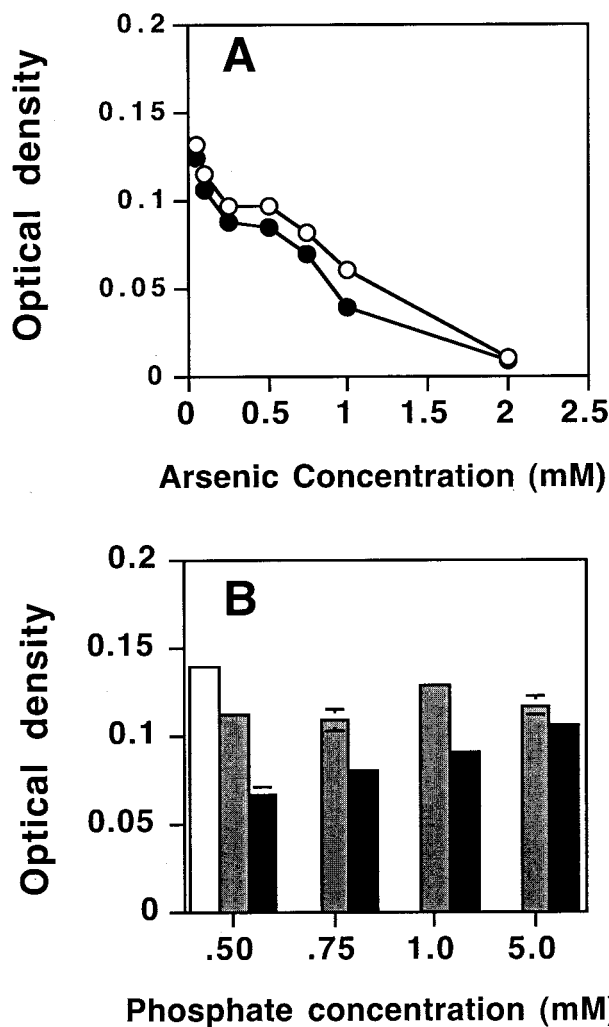 0.2
A
0.15
0.1
0.05
0
Optical density
0 0.5 1 1.5 2 2.5
Arsenic Concentration (mM)
0.2
B
0.15
0.1
0.05
0
Optical density
.50 .75 1.0 5.0
Phosphate concentration (mM)